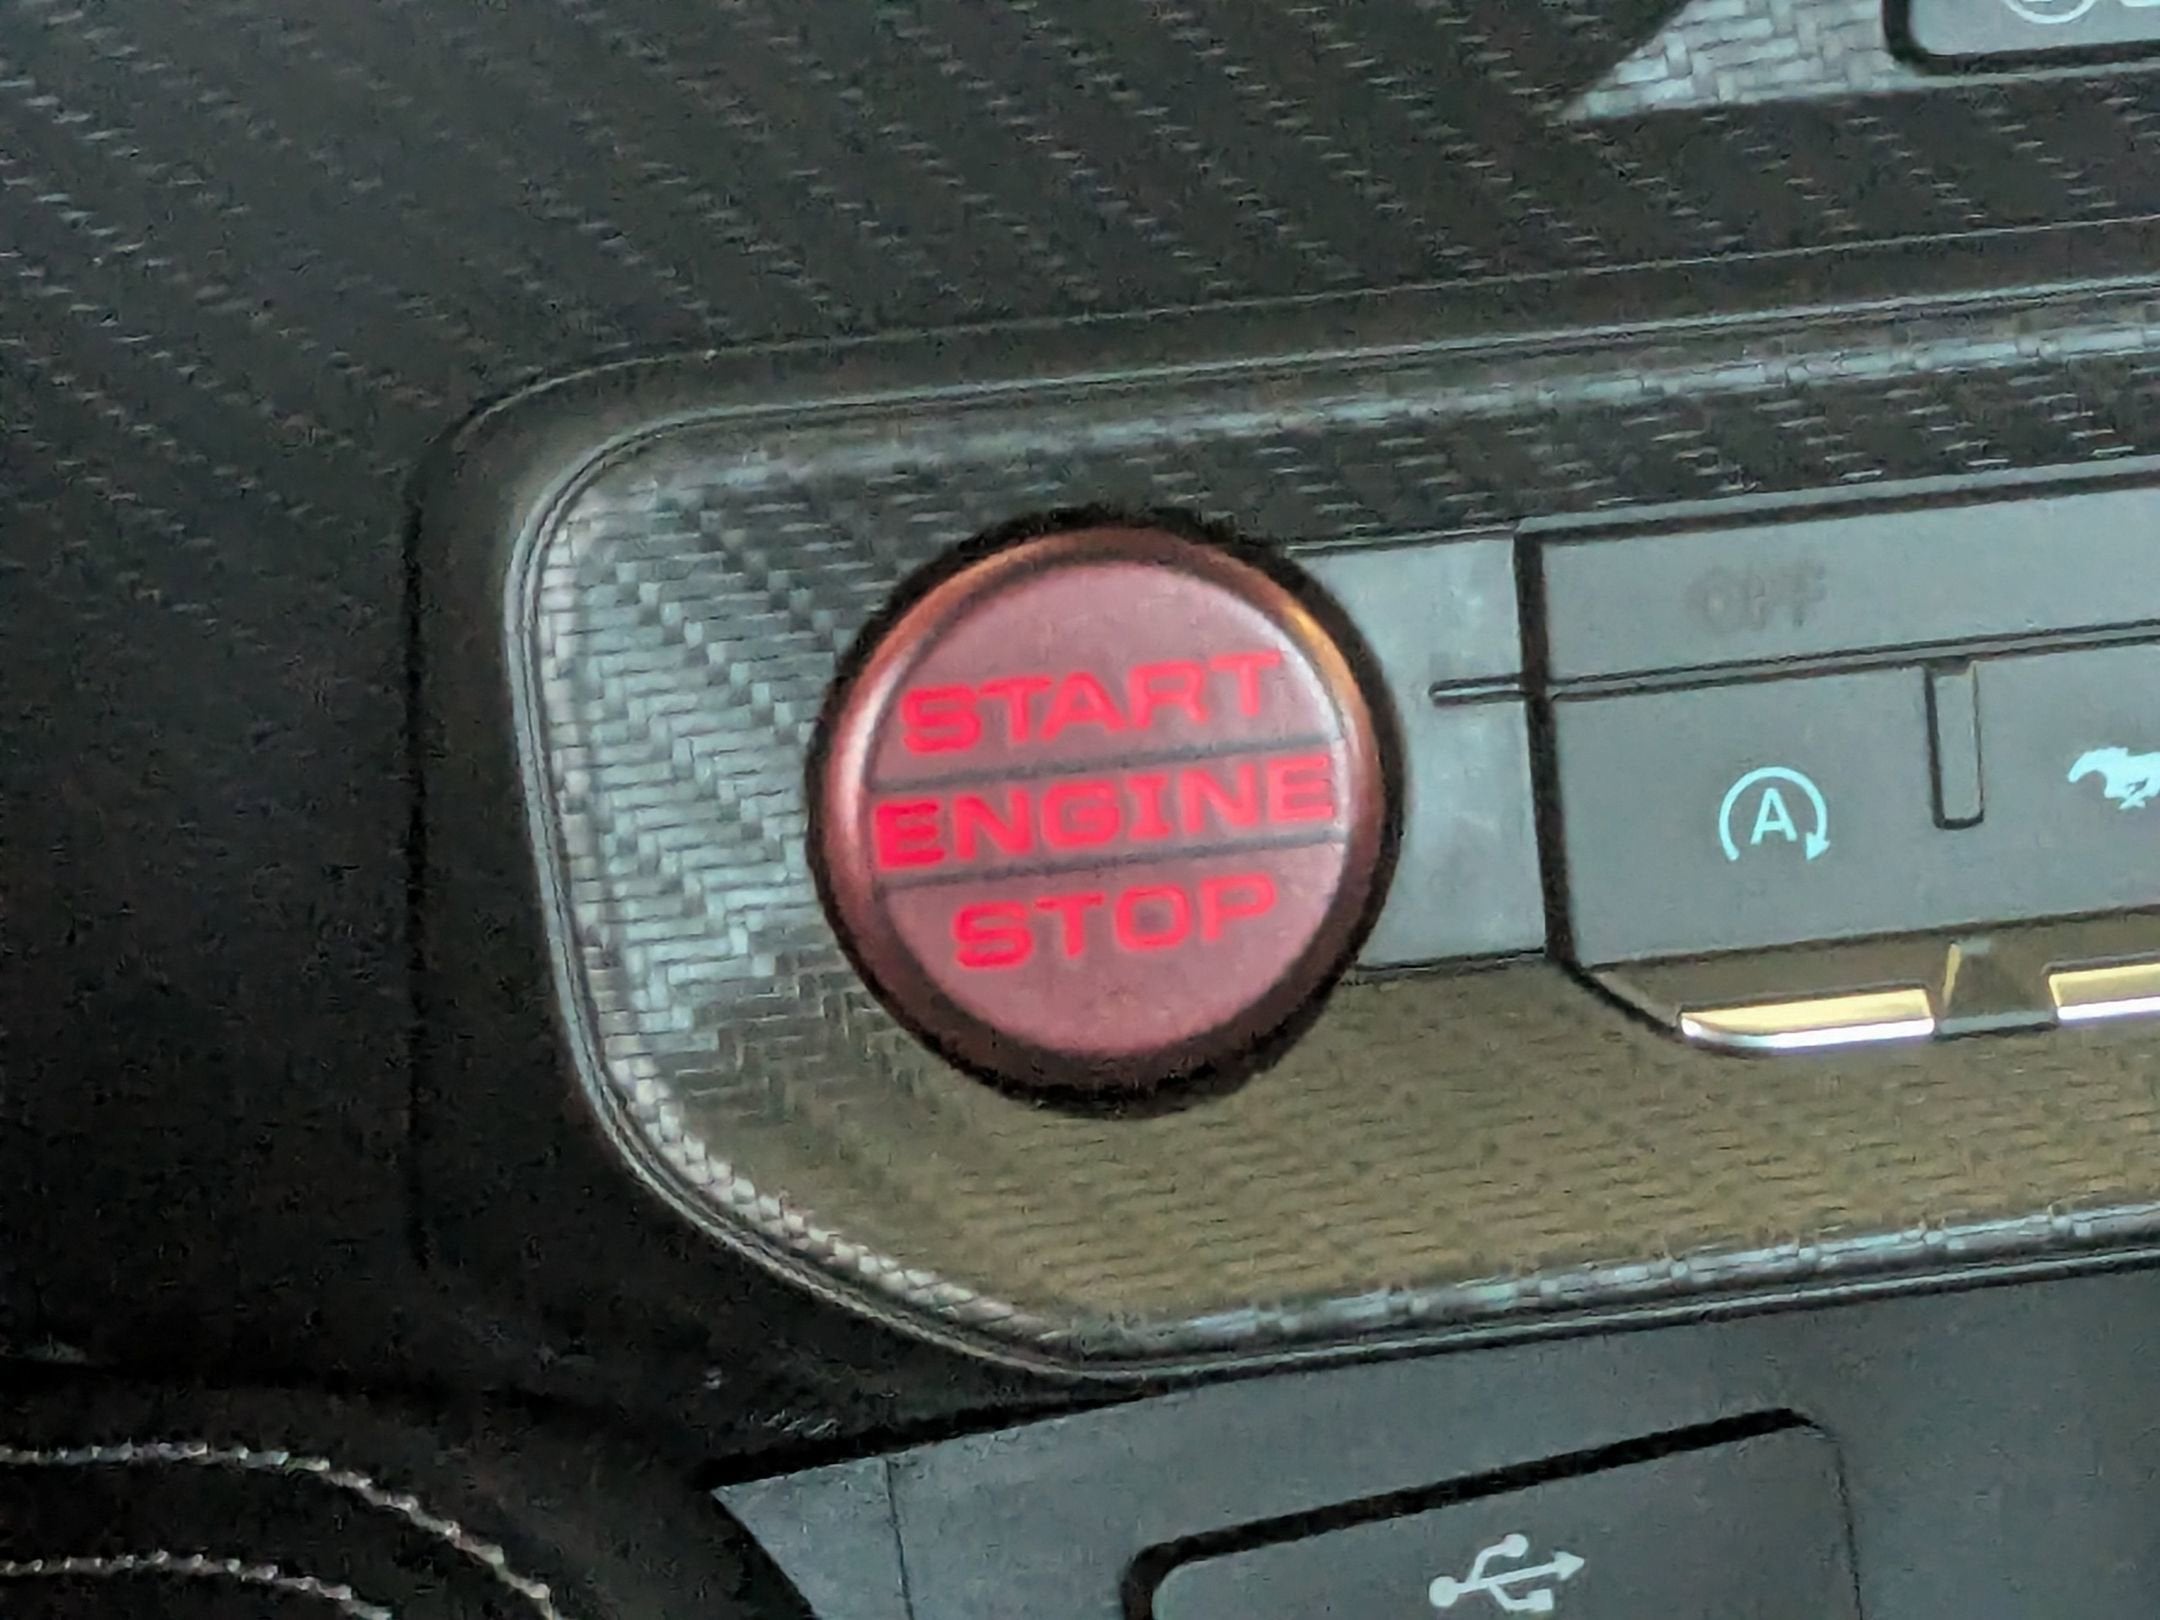 START
ENGINE
STOP
OFF
A